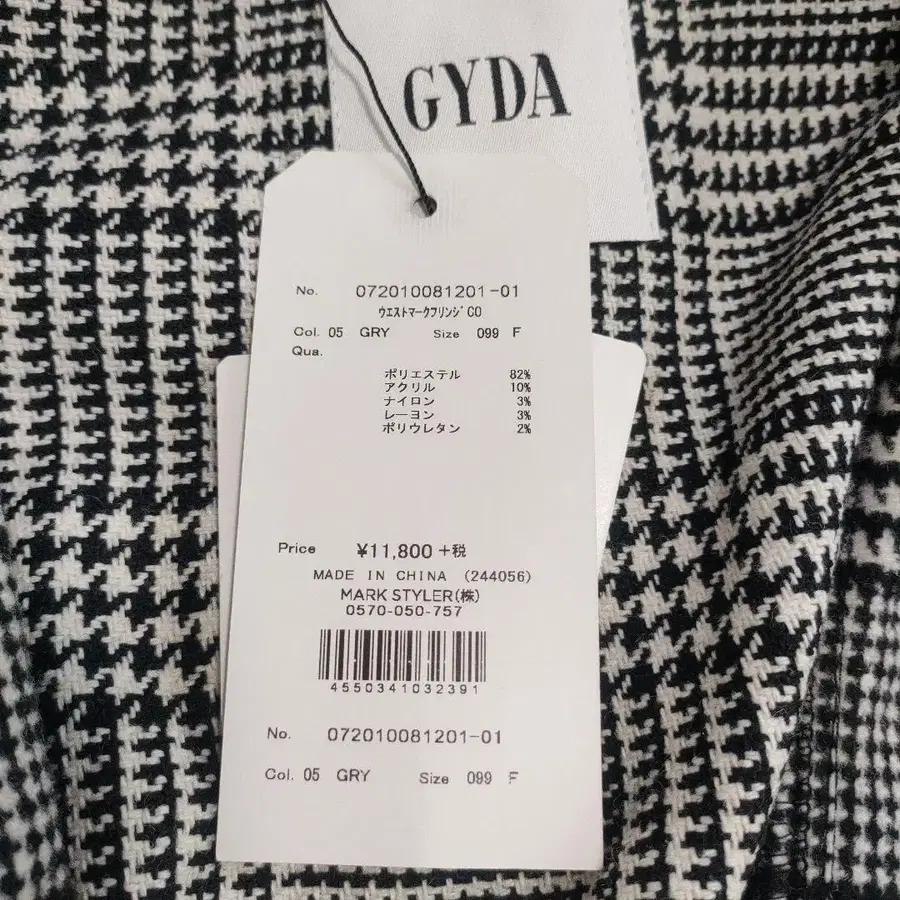 GYDA
No. 072010081201-01
ウエストマークフリンジCO
Col. 05 GRY Size 099 F
Qua.
ポリエステル 82%
アクリル 10%
ナイロン 3%
レーヨン 3%
ポリウレタン 2%
Price ¥11,800+税
MADE IN CHINA (244056)
MARK STYLER(株)
0570-050-757
4550341032391
No. 072010081201-01
Col. 05 GRY Size 099 F